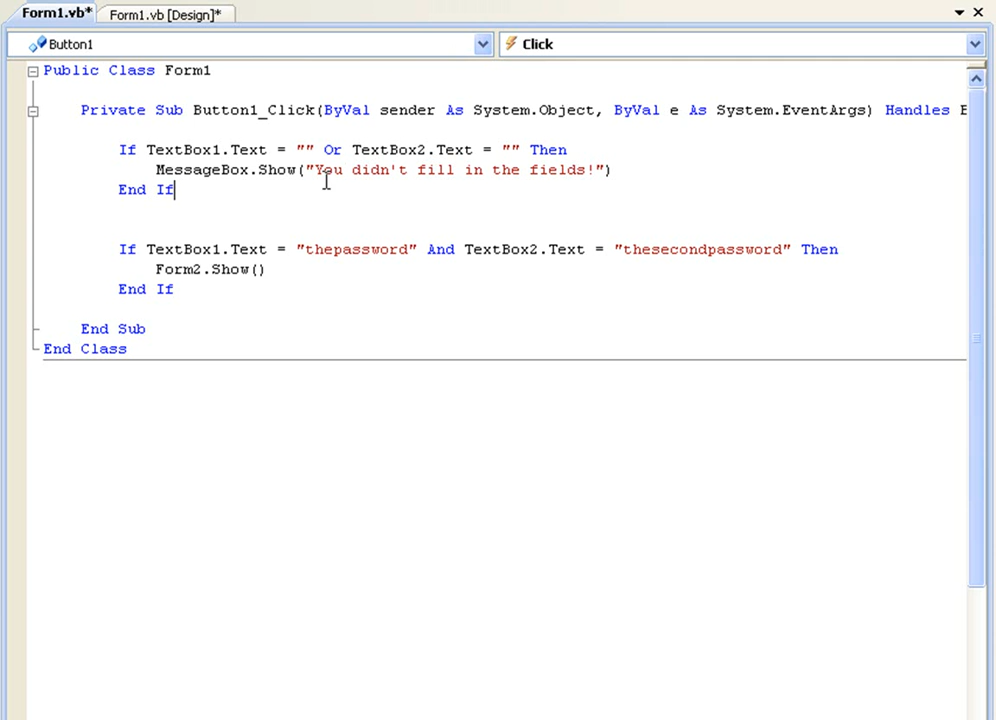 Form1.vb* Form1.vb [Design]*
Button1 Click
Public Class Form1
Private Sub Button1_Click(ByVal sender As System.Object, ByVal e As System.EventArgs) Handles
If TextBox1.Text = "" Or TextBox2.Text = "" Then
MessageBox.Show("You didn't fill in the fields!")
End If
If TextBox1.Text = "thepassword" And TextBox2.Text = "thesecondpassword" Then
Form2.Show()
End If
End Sub
End Class